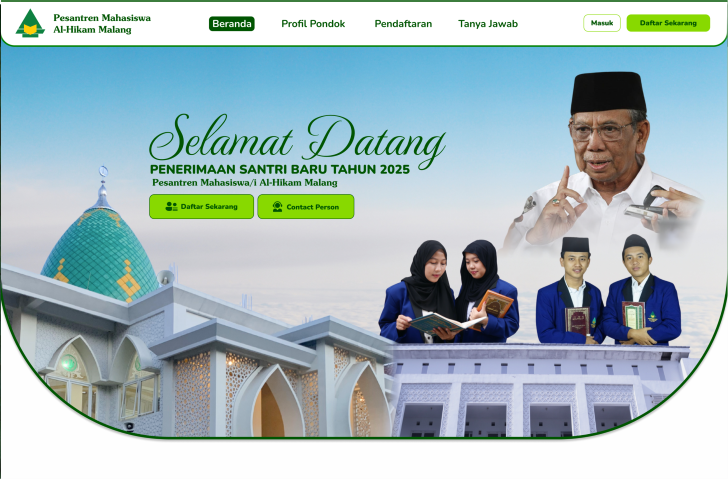 Pesantren Mahasiswa
Al-Hikam Malang
Beranda
Profil Pondok
Pendaftaran
Tanya Jawab
Masuk
Daftar Sekarang
Selamat Datang
PENERIMAAN SANTRI BARU TAHUN 2025
Pesantren Mahasiswa/i Al-Hikam Malang
Daftar Sekarang
Contact Person